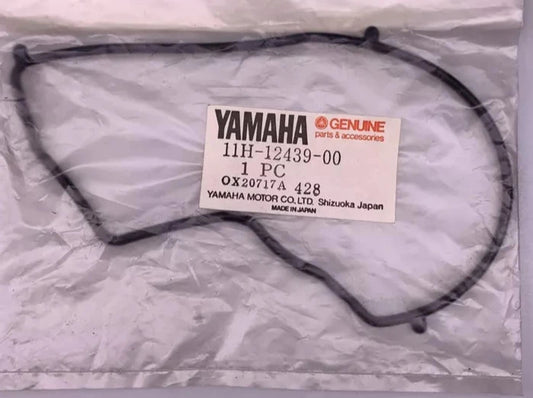 YAMAHA GENUINE
parts & accessories
11H-12439-00
1 PC
OX20717A 428
YAMAHA MOTOR CO.,LTD. Shizuoka Japan
MADE IN JAPAN